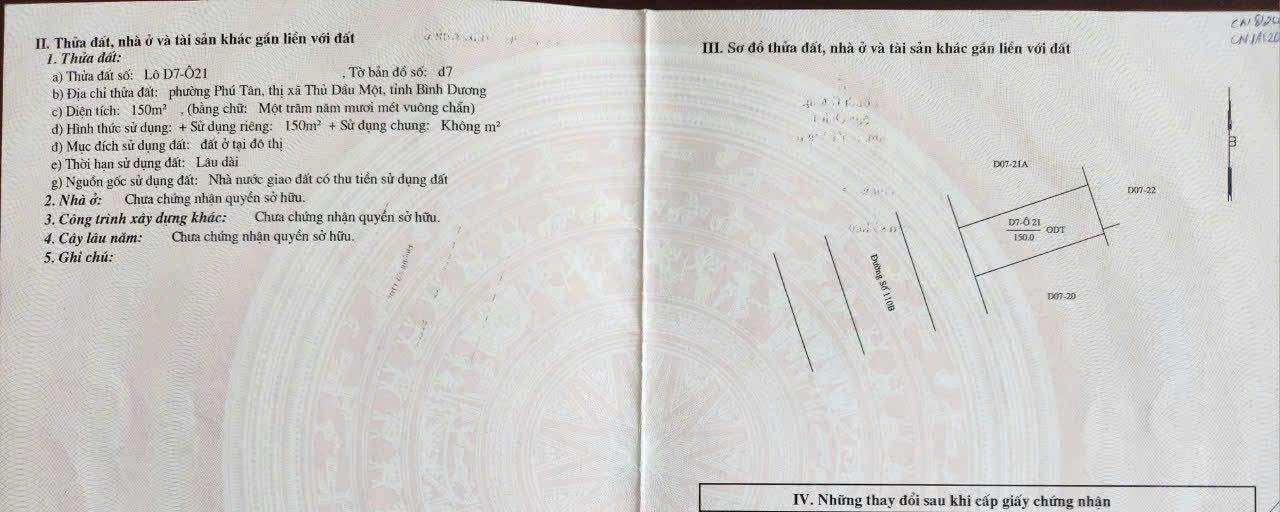 II. Thửa đất, nhà ở và tài sản khác gắn liền với đất
1. Thửa đất:
a) Thửa đất số: Lô D7-Ô21 , Tờ bản đồ số: d7
b) Địa chỉ thửa đất: phường Phú Tân, thị xã Thủ Dầu Một, tỉnh Bình Dương
c) Diện tích: 150m² , (bằng chữ: Một trăm năm mươi mét vuông chẵn)
d) Hình thức sử dụng: + Sử dụng riêng: 150m² + Sử dụng chung: Không m²
đ) Mục đích sử dụng đất: đất ở tại đô thị
e) Thời hạn sử dụng đất: Lâu dài
g) Nguồn gốc sử dụng đất: Nhà nước giao đất có thu tiền sử dụng đất
2. Nhà ở: Chưa chứng nhận quyền sở hữu.
3. Công trình xây dựng khác: Chưa chứng nhận quyền sở hữu.
4. Cây lâu năm: Chưa chứng nhận quyền sở hữu.
5. Ghi chú:
III. Sơ đồ thửa đất, nhà ở và tài sản khác gắn liền với đất
B
D07-21A
D07-22
D7-Ô 21
150.0
ODT
Đường Số 110B
D07-20
IV. Những thay đổi sau khi cấp giấy chứng nhận